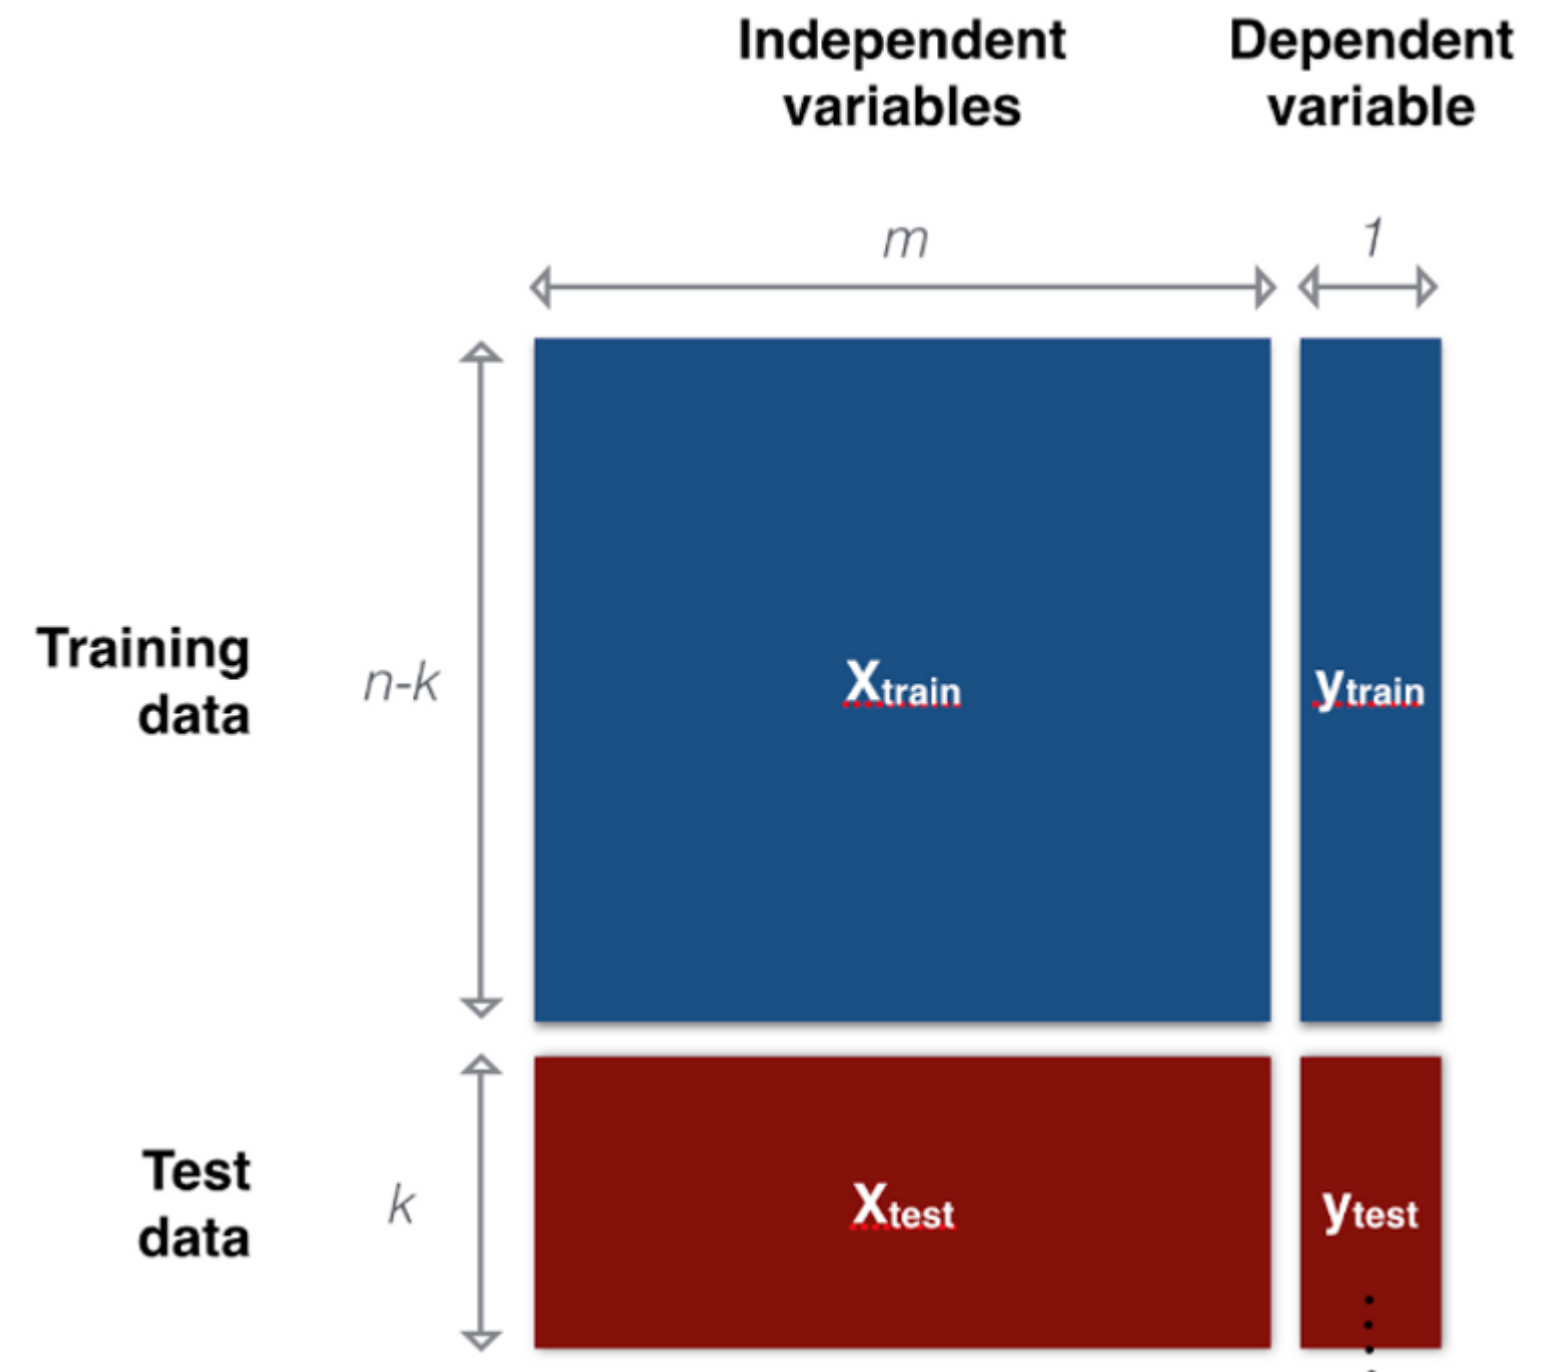 Independent
variables
Dependent
variable
m
1
Training
data
n-k
Xtrain
ytrain
Test
data
k
Xtest
ytest